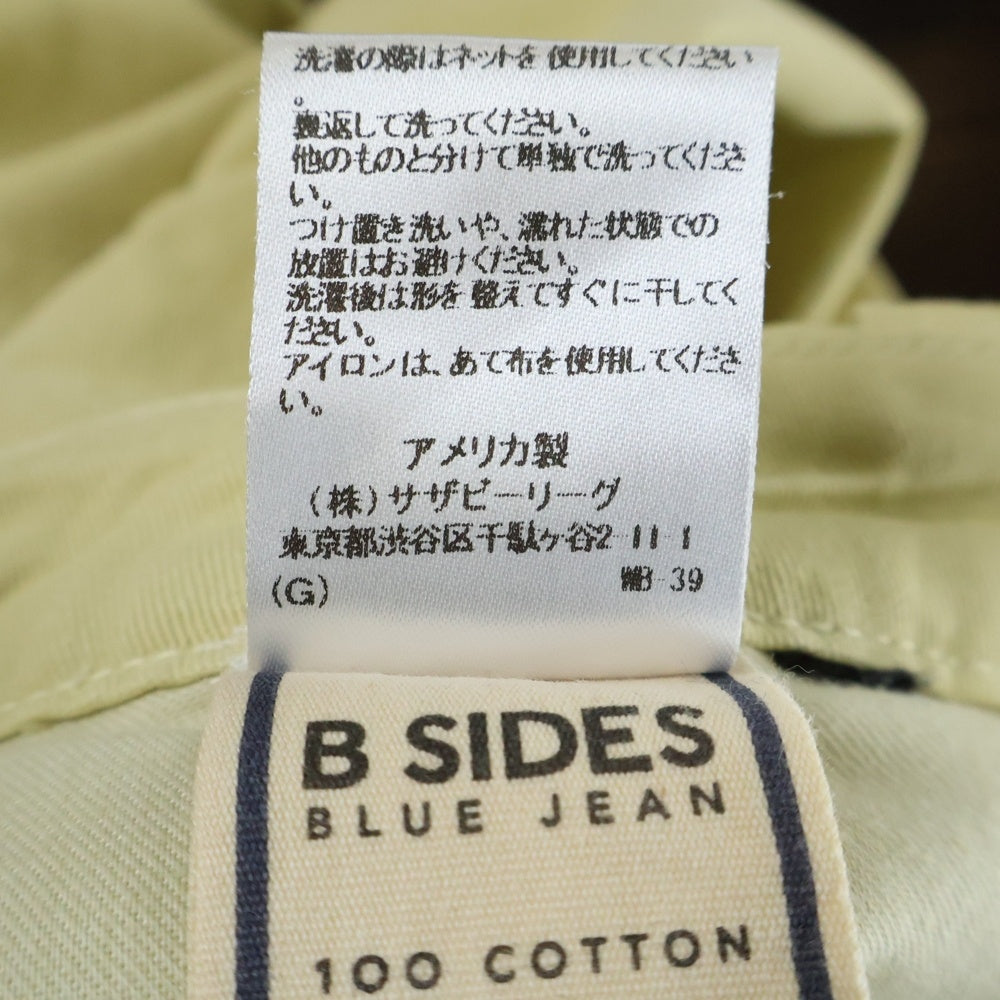 洗濯の際はネットを使用してください
。
裏返して洗ってください。
他のものと分けて単独で洗ってくださ
い。
つけ置き洗いや、濡れた状態での
放置はお避けください。
洗濯後は形を整えてすぐに干してく
ださい。
アイロンは、あて布を使用してくださ
い。
アメリカ製
(株)サザビーリーグ
東京都渋谷区千駄ヶ谷2-11-1
(G) -39
B SIDES
BLUE JEAN
100 COTTON